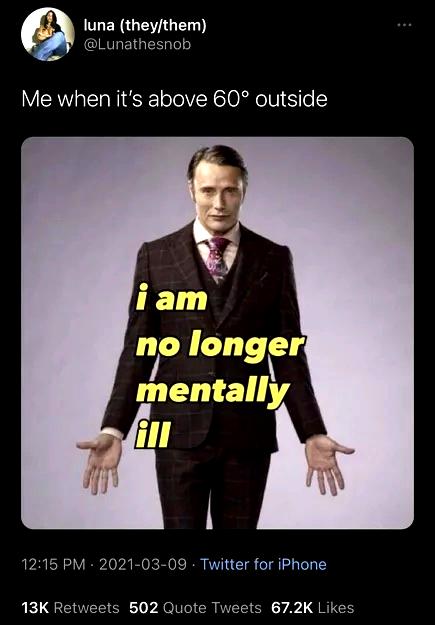 luna (they/them)
@Lunathesnob
Me when it’s above 60° outside
i am
no longer
mentally
ill
12:15 PM · 2021-03-09 · Twitter for iPhone
13K Retweets 502 Quote Tweets 67.2K Likes